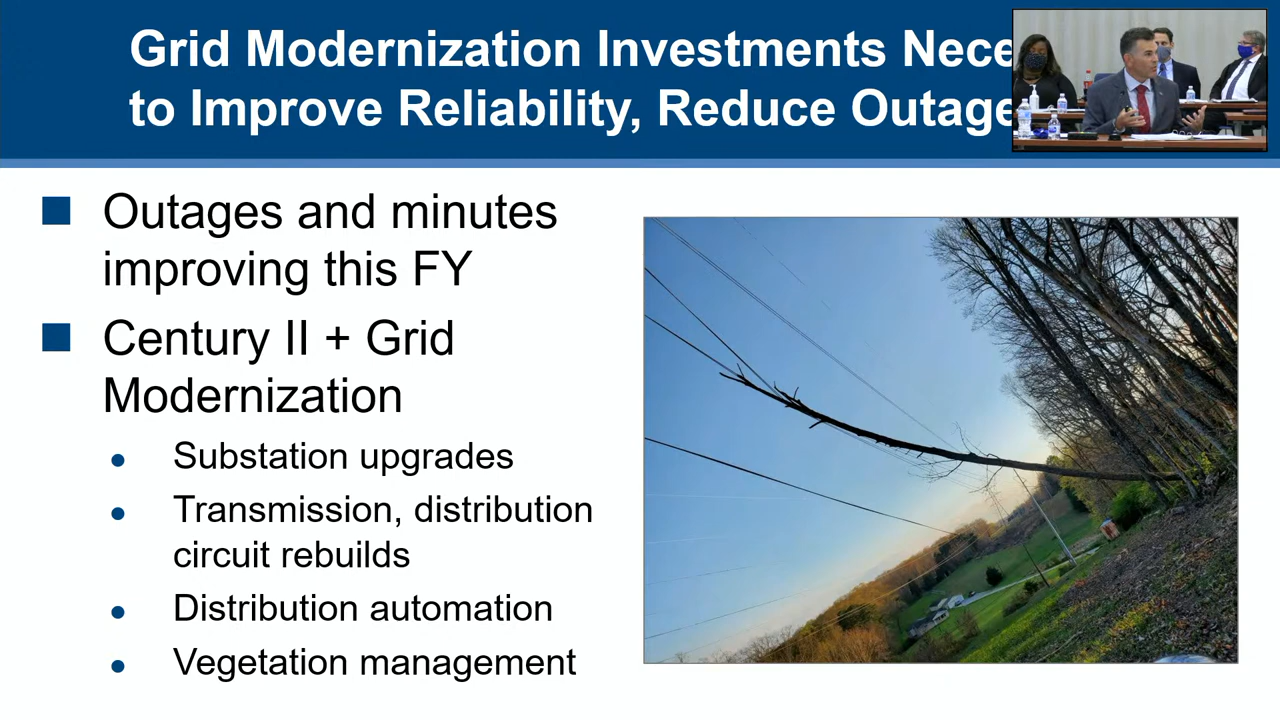 Grid Modernization Investments Nece
to Improve Reliability, Reduce Outage
Outages and minutes
improving this FY
Century II + Grid
Modernization
Substation upgrades
Transmission, distribution
circuit rebuilds
Distribution automation
Vegetation management